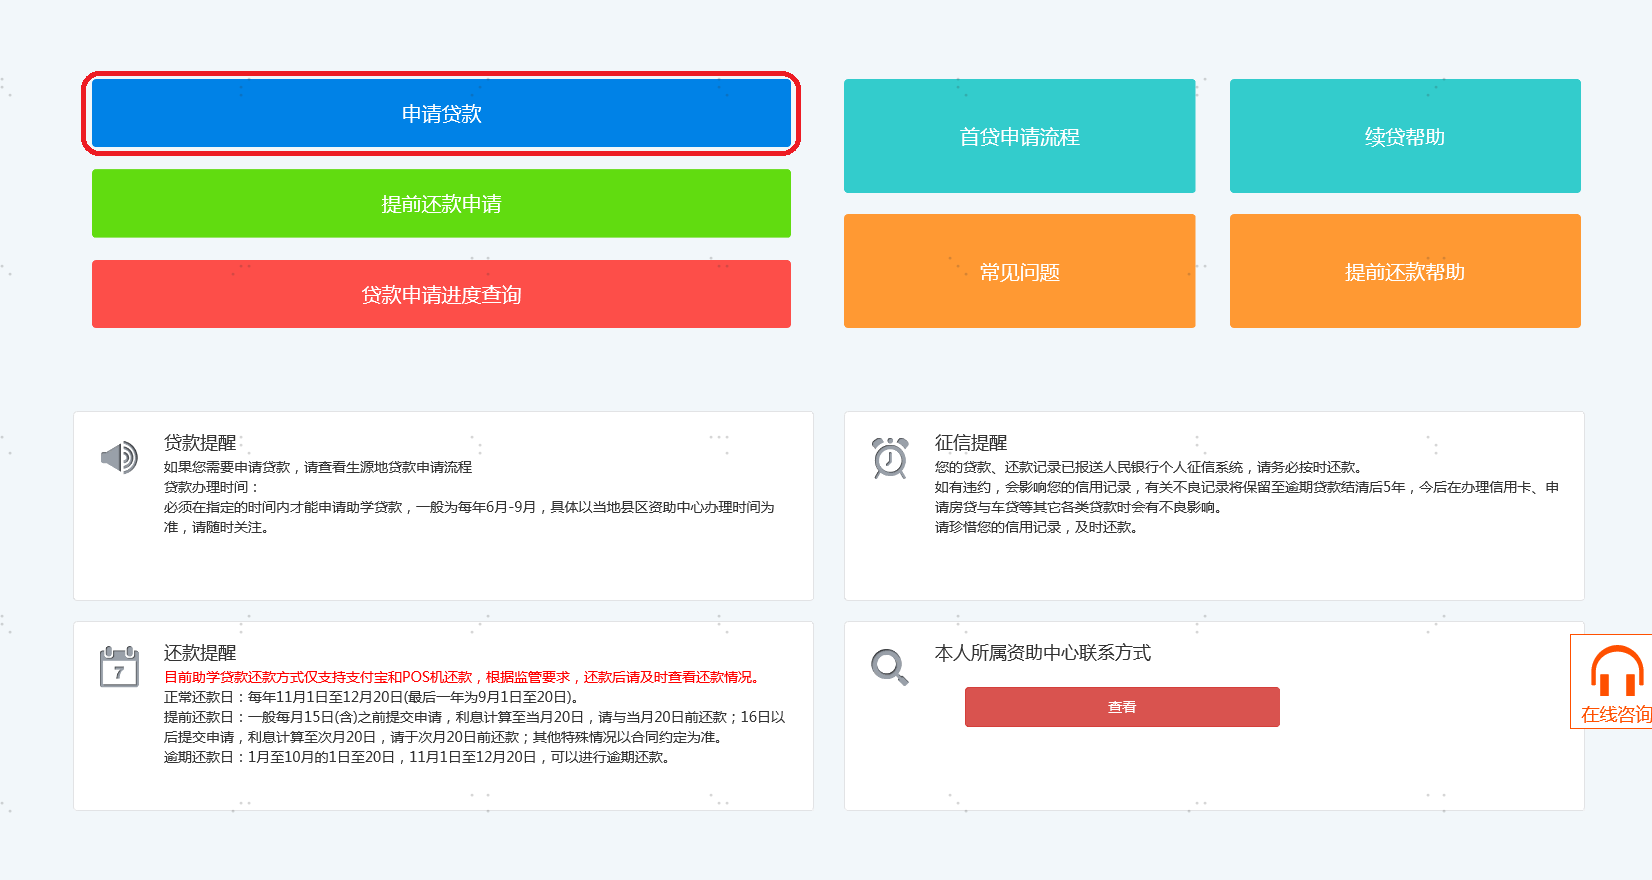 申请贷款
提前还款申请
贷款申请进度查询
首贷申请流程
续贷帮助
常见问题
提前还款帮助
贷款提醒
如果您需要申请贷款，请查看生源地贷款申请流程
贷款办理时间：
必须在指定的时间内才能申请助学贷款，一般为每年6月-9月，具体以当地县区资助中心办理时间为
准，请随时关注。
征信提醒
您的贷款、还款记录已报送人民银行个人征信系统，请务必按时还款。
如有违约，会影响您的信用记录，有关不良记录将保留至逾期贷款结清后5年，今后在办理信用卡、申
请房贷与车贷等其它各类贷款时会有不良影响。
请珍惜您的信用记录，及时还款。
7
还款提醒
目前助学贷款还款方式仅支持支付宝和POS机还款，根据监管要求，还款后请及时查看还款情况。
正常还款日：每年11月1日至12月20日(最后一年为9月1日至20日)。
提前还款日：一般每月15日(含)之前提交申请，利息计算至当月20日，请与当月20日前还款；16日以
后提交申请，利息计算至次月20日，请于次月20日前还款；其他特殊情况以合同约定为准。
逾期还款日：1月至10月的1日至20日，11月1日至12月20日，可以进行逾期还款。
本人所属资助中心联系方式
查看
在线咨询